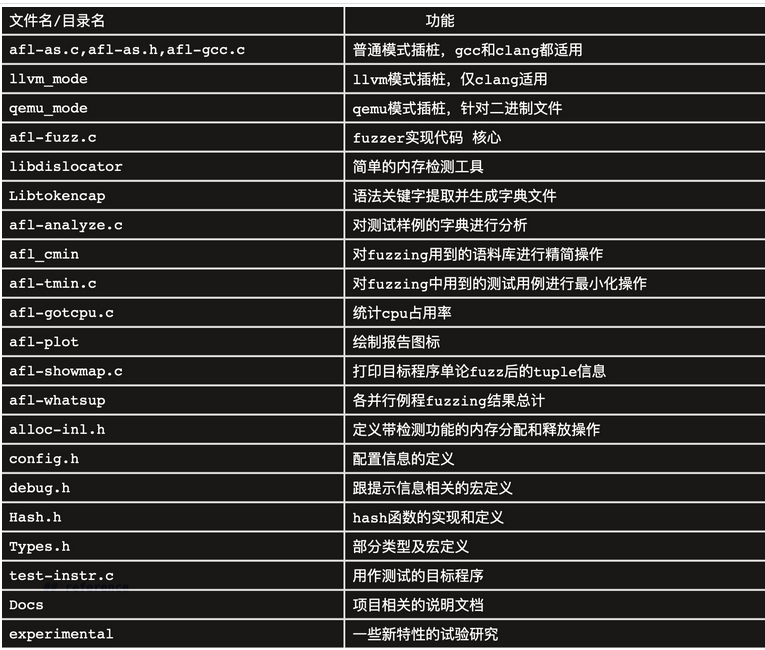 文件名/目录名 功能
afl-as.c,afl-as.h,afl-gcc.c 普通模式插桩，gcc和clang都适用
llvm_mode llvm模式插桩，仅clang适用
qemu_mode qemu模式插桩，针对二进制文件
afl-fuzz.c fuzzer实现代码 核心
libdislocator 简单的内存检测工具
Libtokencap 语法关键字提取并生成字典文件
afl-analyze.c 对测试样例的字典进行分析
afl_cmin 对fuzzing用到的语料库进行精简操作
afl-tmin.c 对fuzzing中用到的测试用例进行最小化操作
afl-gotcpu.c 统计cpu占用率
afl-plot 绘制报告图标
afl-showmap.c 打印目标程序单论fuzz后的tuple信息
afl-whatsup 各并行例程fuzzing结果总计
alloc-inl.h 定义带检测功能的内存分配和释放操作
config.h 配置信息的定义
debug.h 跟提示信息相关的宏定义
Hash.h hash函数的实现和定义
Types.h 部分类型及宏定义
test-instr.c 用作测试的目标程序
Docs 项目相关的说明文档
experimental 一些新特性的试验研究